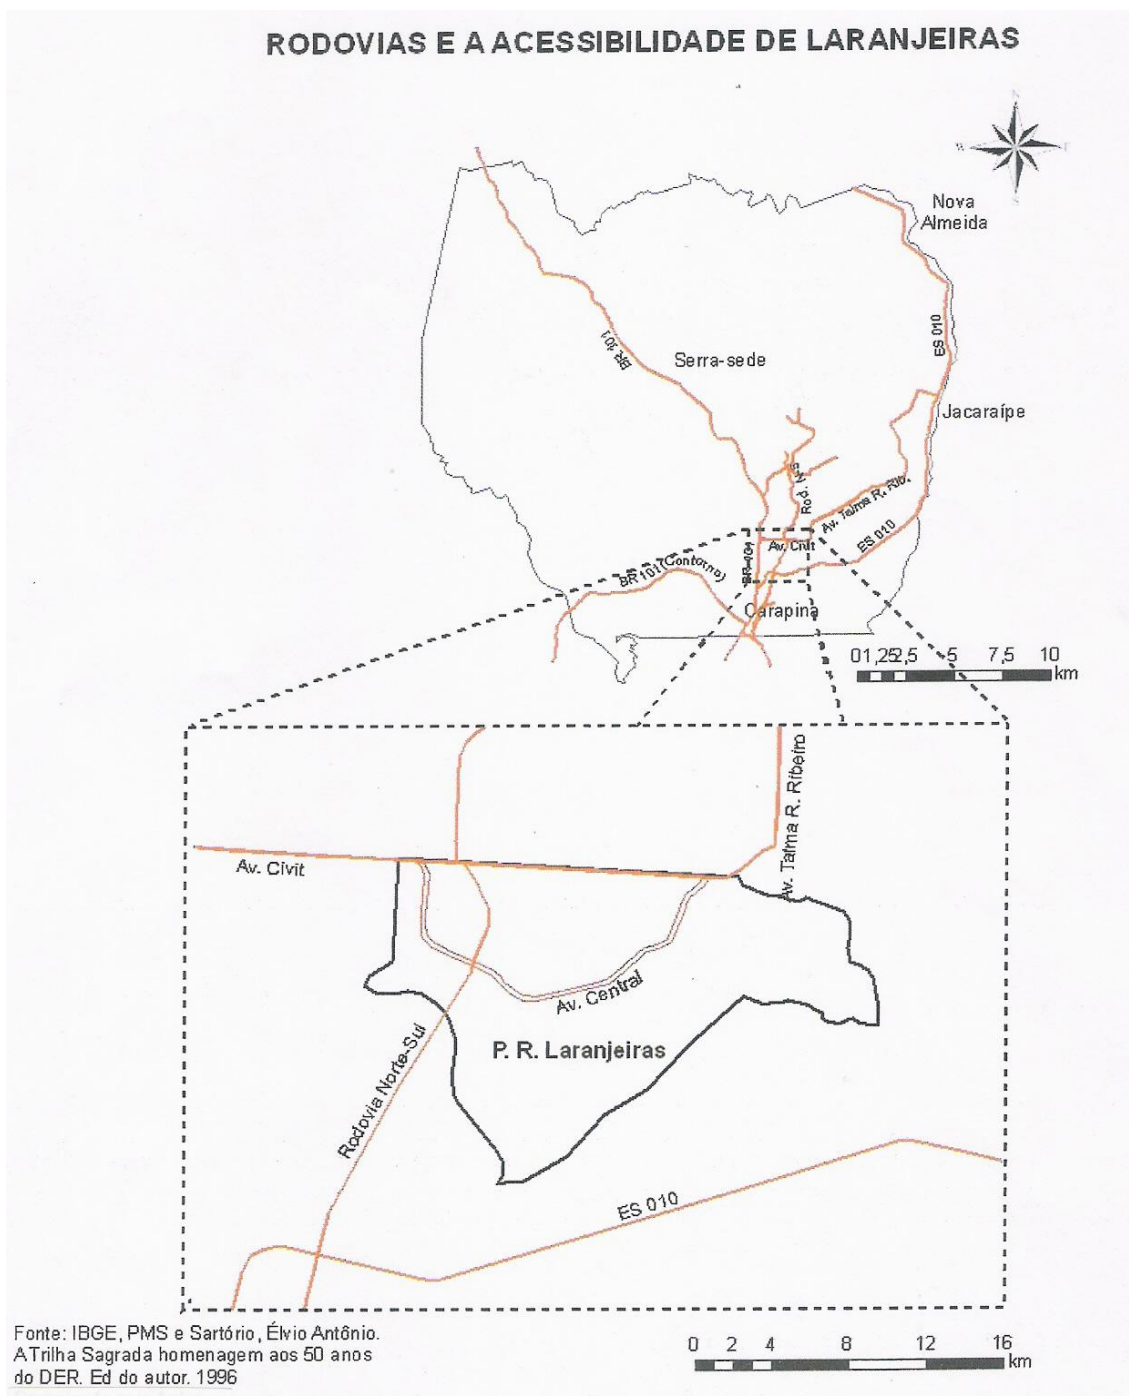 RODOVIAS E A ACESSIBILIDADE DE LARANJEIRAS
N
W
Nova
Almeida
ES 010
BR 101
Serra-sede
Jacaraípe
Rod. N-S
Av. Talma R. Rib.
ES 010
Av. Civit
BR 101
BR 101 (Contorno)
Carapina
0 1,25 2,5 5 7,5 10
km
Av. Talma R. Ribeiro
Av. Civit
Av. Central
P. R. Laranjeiras
Rodovia Norte-Sul
ES 010
Fonte: IBGE, PMS e Sartório, Élvio Antônio.
A Trilha Sagrada homenagem aos 50 anos
do DER. Ed do autor. 1996
0 2 4 8 12 16
km